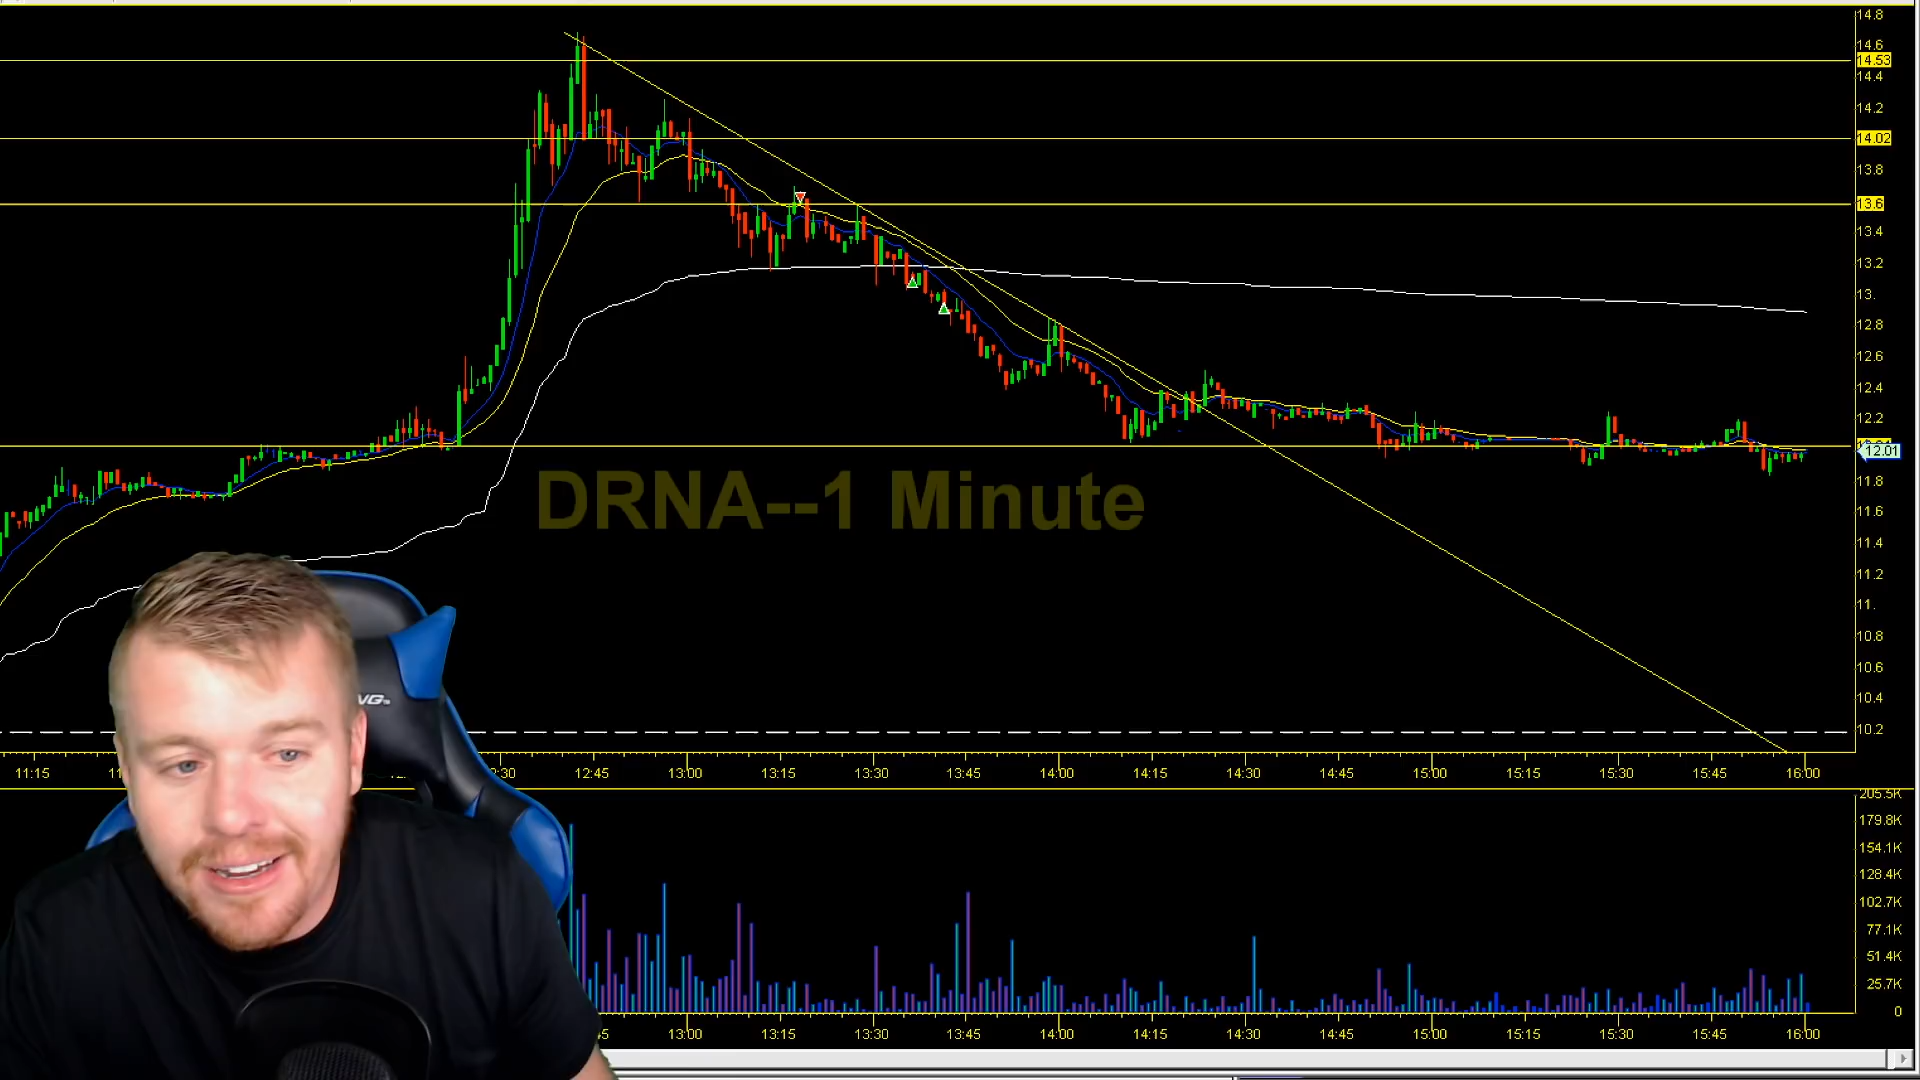 14.8
14.6
14.53
14.4
14.2
14.02
13.8
13.6
13.4
13.2
13.
12.8
12.6
12.4
12.2
12.01
11.8
11.6
11.4
11.2
11.
10.8
10.6
10.4
10.2
DRNA--1 Minute
11:15 12:45 13:00 13:15 13:30 13:45 14:00 14:15 14:30 14:45 15:00 15:15 15:30 15:45 16:00
205.5K
179.8K
154.1K
128.4K
102.7K
77.1K
51.4K
25.7K
0
13:00 13:15 13:30 13:45 14:00 14:15 14:30 14:45 15:00 15:15 15:30 15:45 16:00